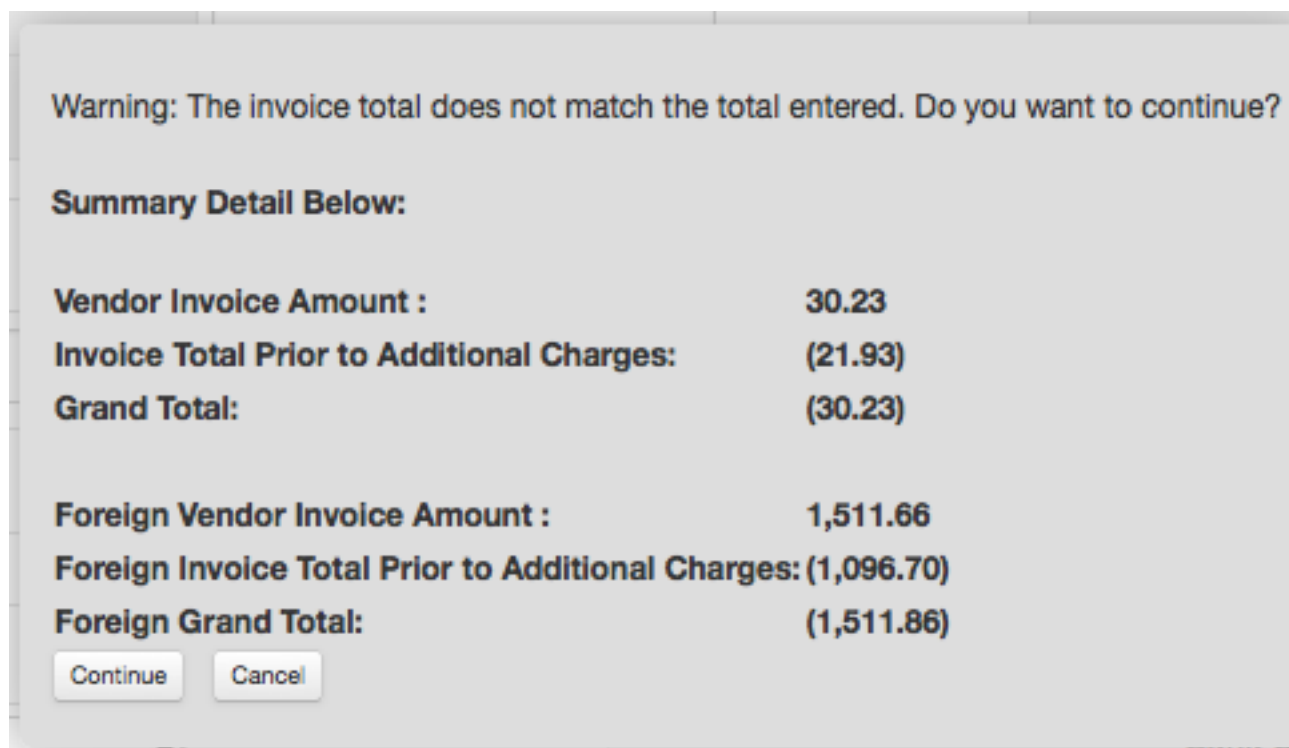 Warning: The invoice total does not match the total entered. Do you want to continue?
Summary Detail Below:
Vendor Invoice Amount : 30.23
Invoice Total Prior to Additional Charges: (21.93)
Grand Total: (30.23)
Foreign Vendor Invoice Amount : 1,511.66
Foreign Invoice Total Prior to Additional Charges: (1,096.70)
Foreign Grand Total: (1,511.86)
Continue Cancel